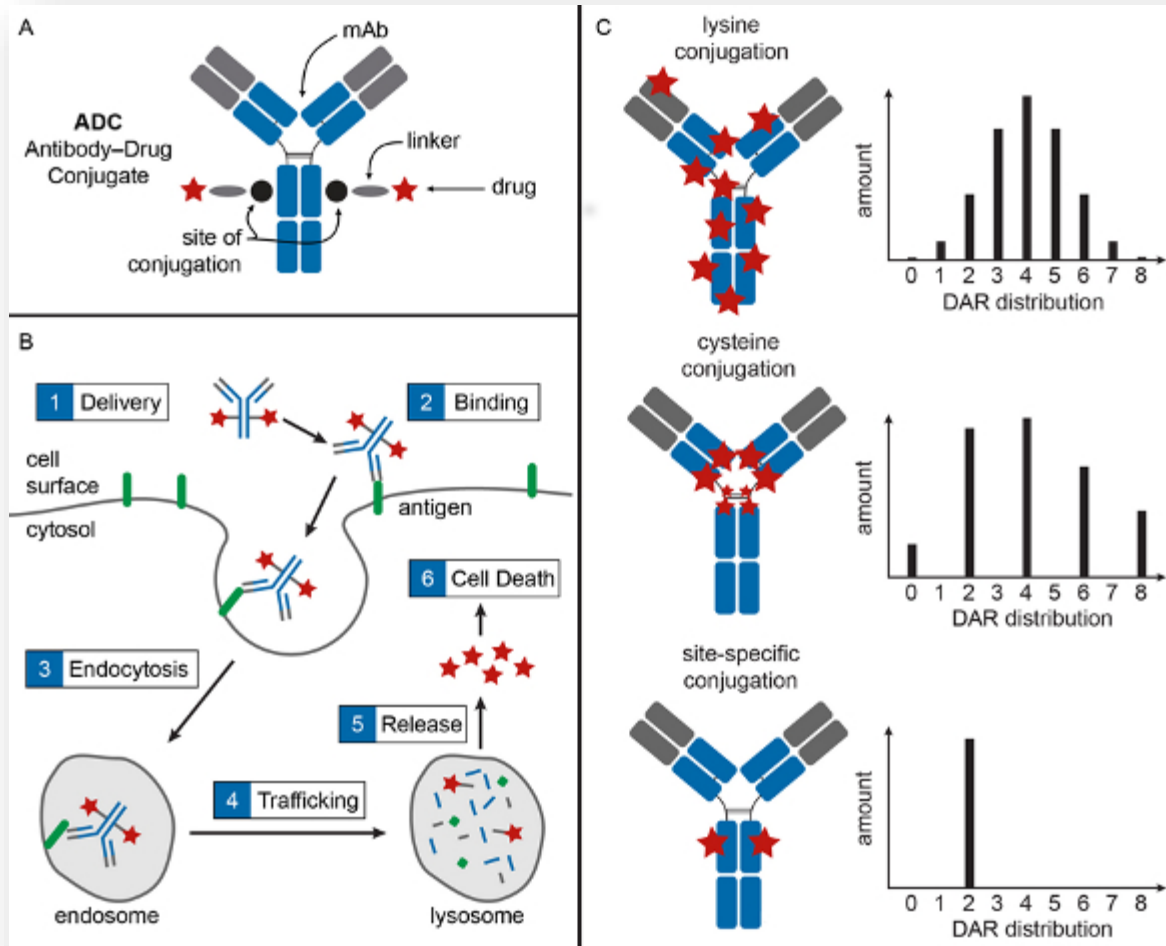 A
mAb
ADC
Antibody–Drug
Conjugate
linker
drug
site of
conjugation
B
1 Delivery
2 Binding
cell
surface
cytosol
antigen
6 Cell Death
3 Endocytosis
5 Release
4 Trafficking
endosome
lysosome
C
lysine
conjugation
amount
0 1 2 3 4 5 6 7 8
DAR distribution
cysteine
conjugation
amount
0 1 2 3 4 5 6 7 8
DAR distribution
site-specific
conjugation
amount
0 1 2 3 4 5 6 7 8
DAR distribution